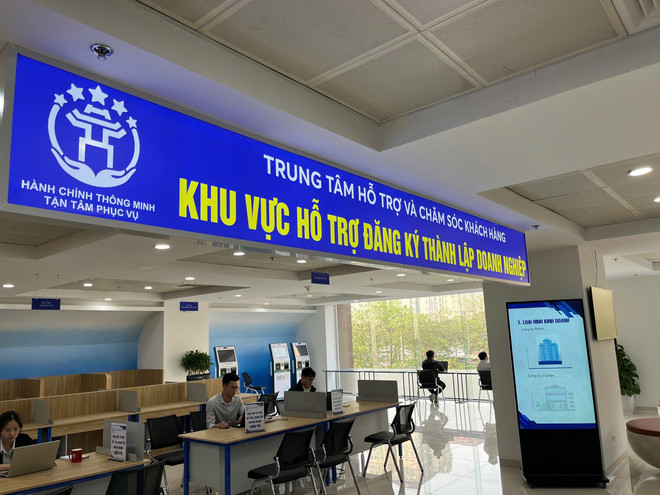 HÀNH CHÍNH THÔNG MINH
TẬN TÂM PHỤC VỤ
TRUNG TÂM HỖ TRỢ VÀ CHĂM SÓC KHÁCH HÀNG
KHU VỰC HỖ TRỢ ĐĂNG KÝ THÀNH LẬP DOANH NGHIỆP
1. LOẠI HÌNH KINH DOANH